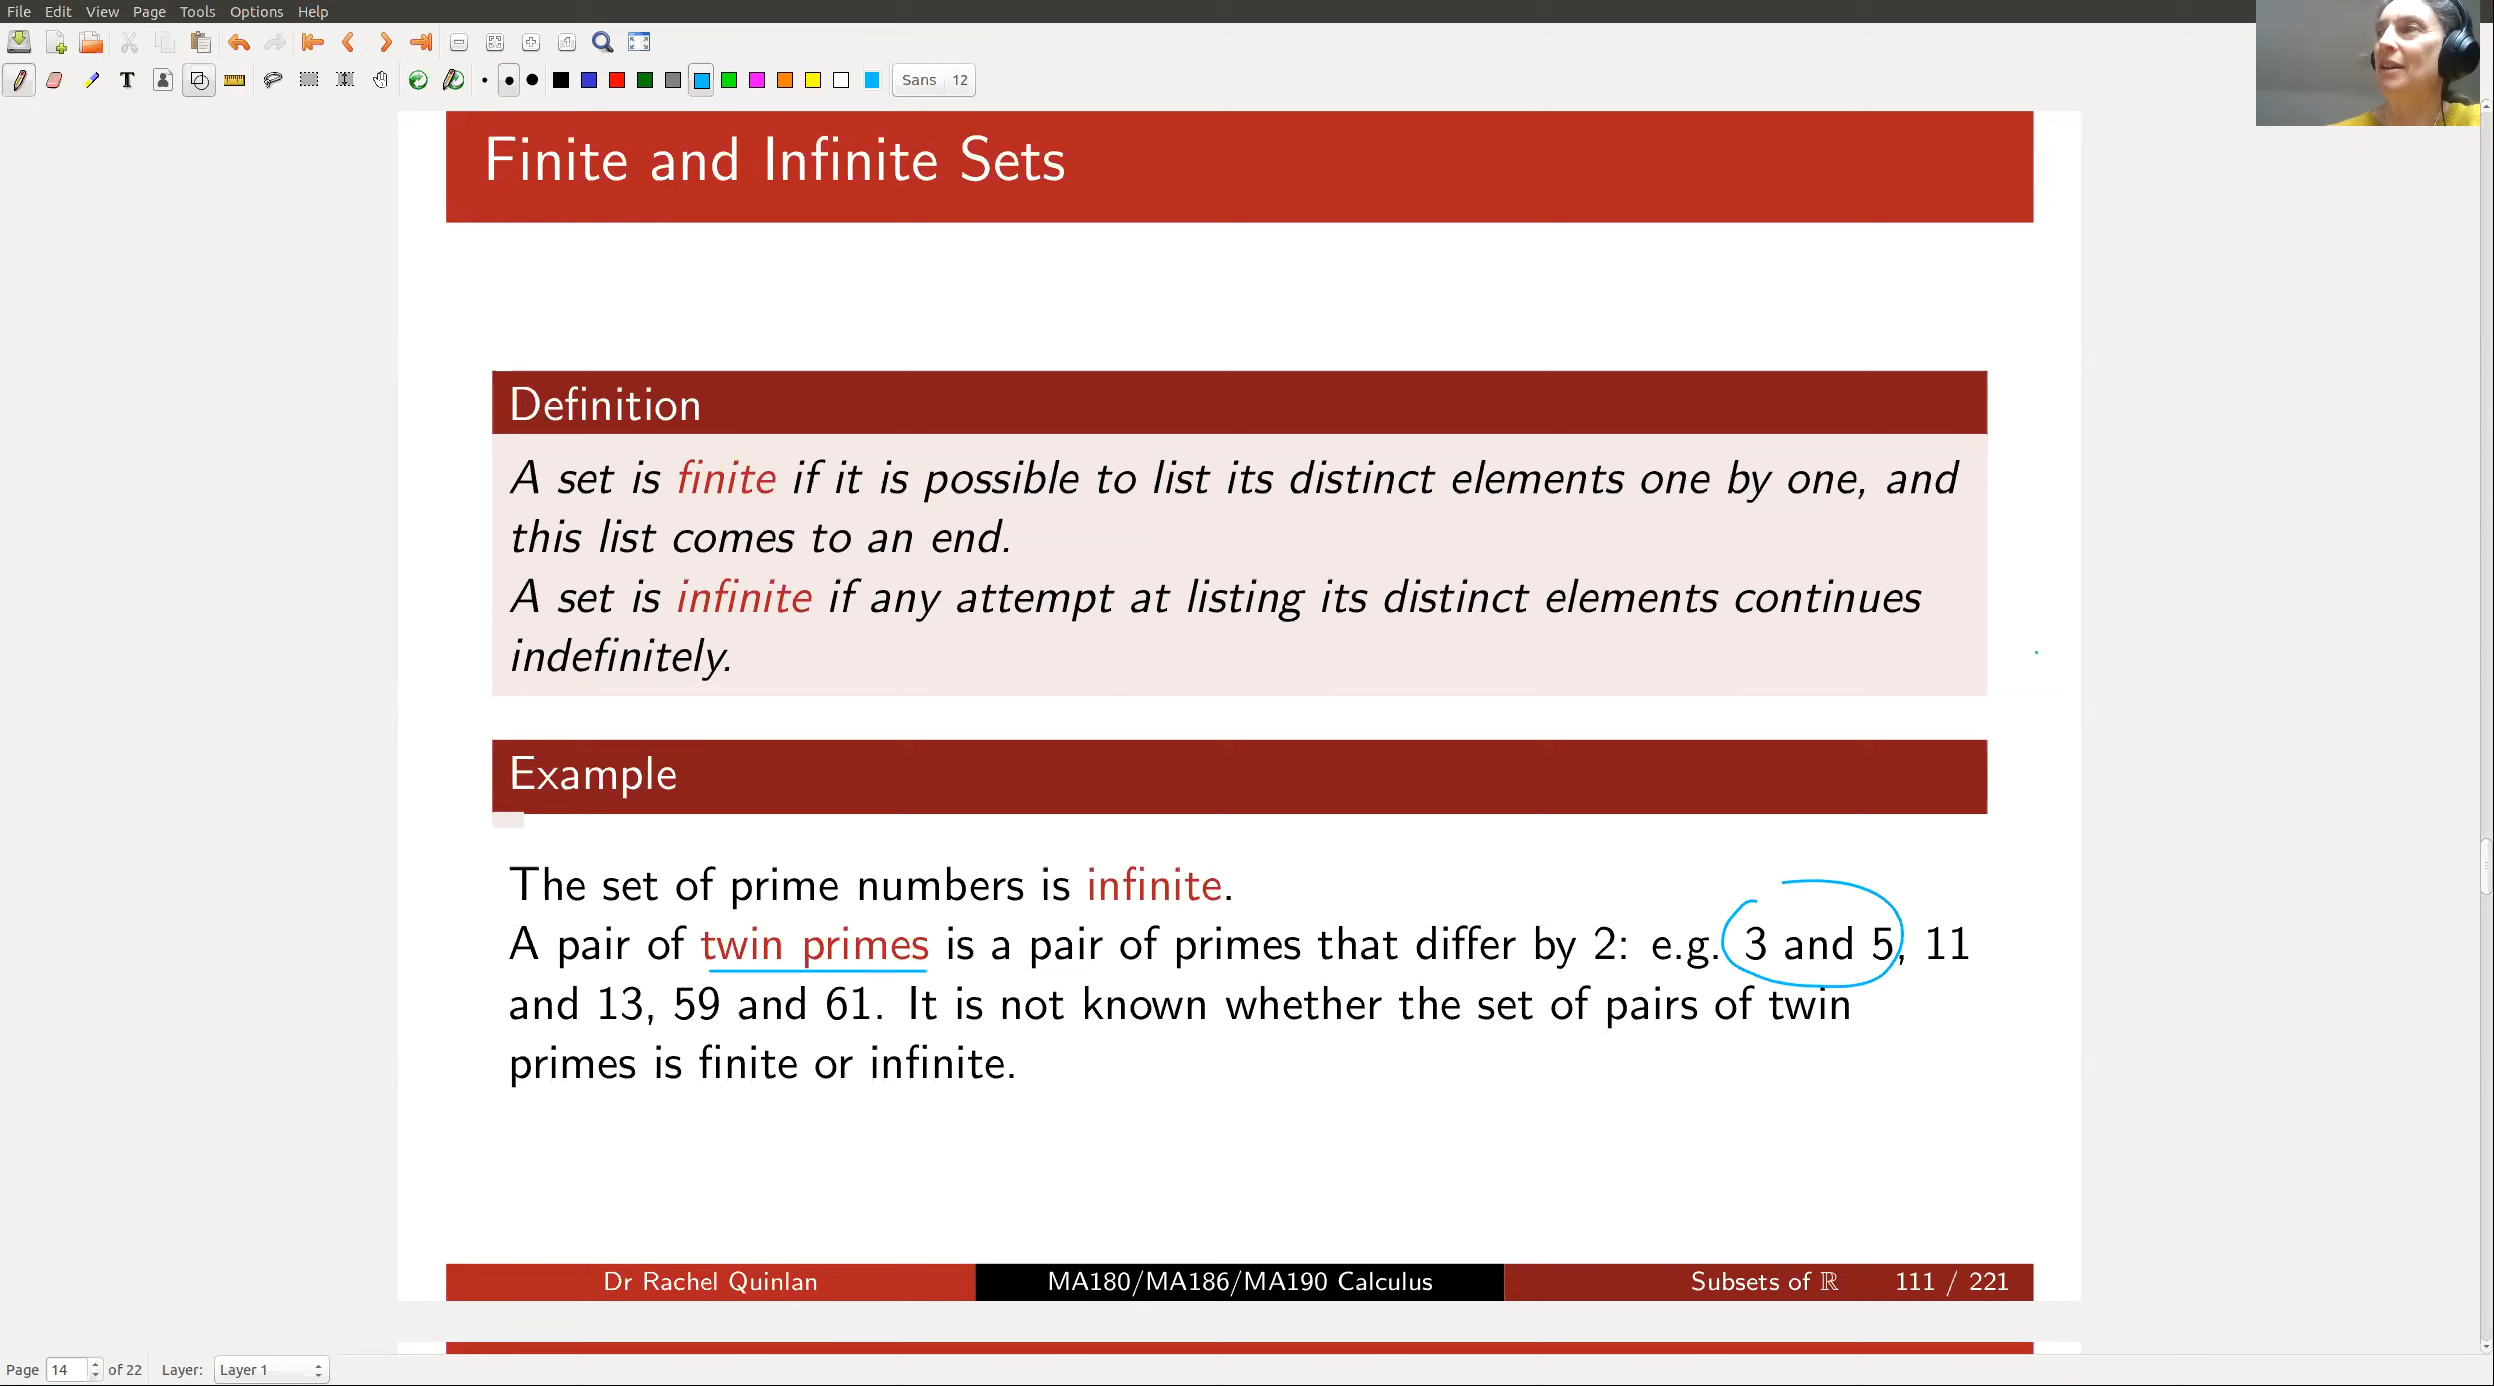 File Edit View Page Tools Options Help
T Sans 12
Finite and Infinite Sets
Definition
A set is finite if it is possible to list its distinct elements one by one, and
this list comes to an end.
A set is infinite if any attempt at listing its distinct elements continues
indefinitely.
Example
The set of prime numbers is infinite.
A pair of twin primes is a pair of primes that differ by 2: e.g. 3 and 5, 11
and 13, 59 and 61. It is not known whether the set of pairs of twin
primes is finite or infinite.
Dr Rachel Quinlan MA180/MA186/MA190 Calculus Subsets of ℝ 111 / 221
Page 14 of 22 Layer: Layer 1